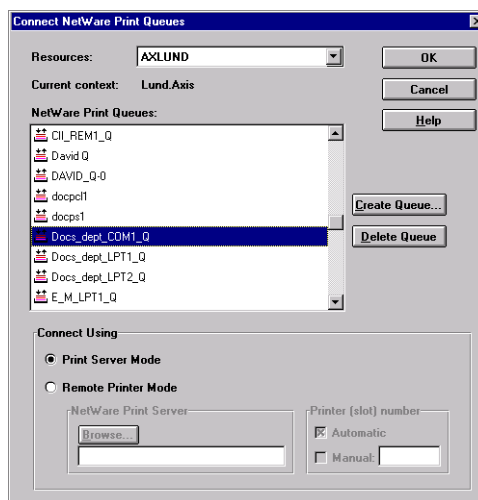 Connect NetWare Print Queues
Resources: AXLUND OK
Current context: Lund.Axis Cancel
NetWare Print Queues: Help
CII_REM1_Q
David Q
DAVID_Q-0
docpcl1
docps1
Docs_dept_COM1_Q
Docs_dept_LPT1_Q
Docs_dept_LPT2_Q
E_M_LPT1_Q
Create Queue...
Delete Queue
Connect Using
Print Server Mode
Remote Printer Mode
NetWare Print Server Printer (slot) number
Browse... Automatic
Manual: